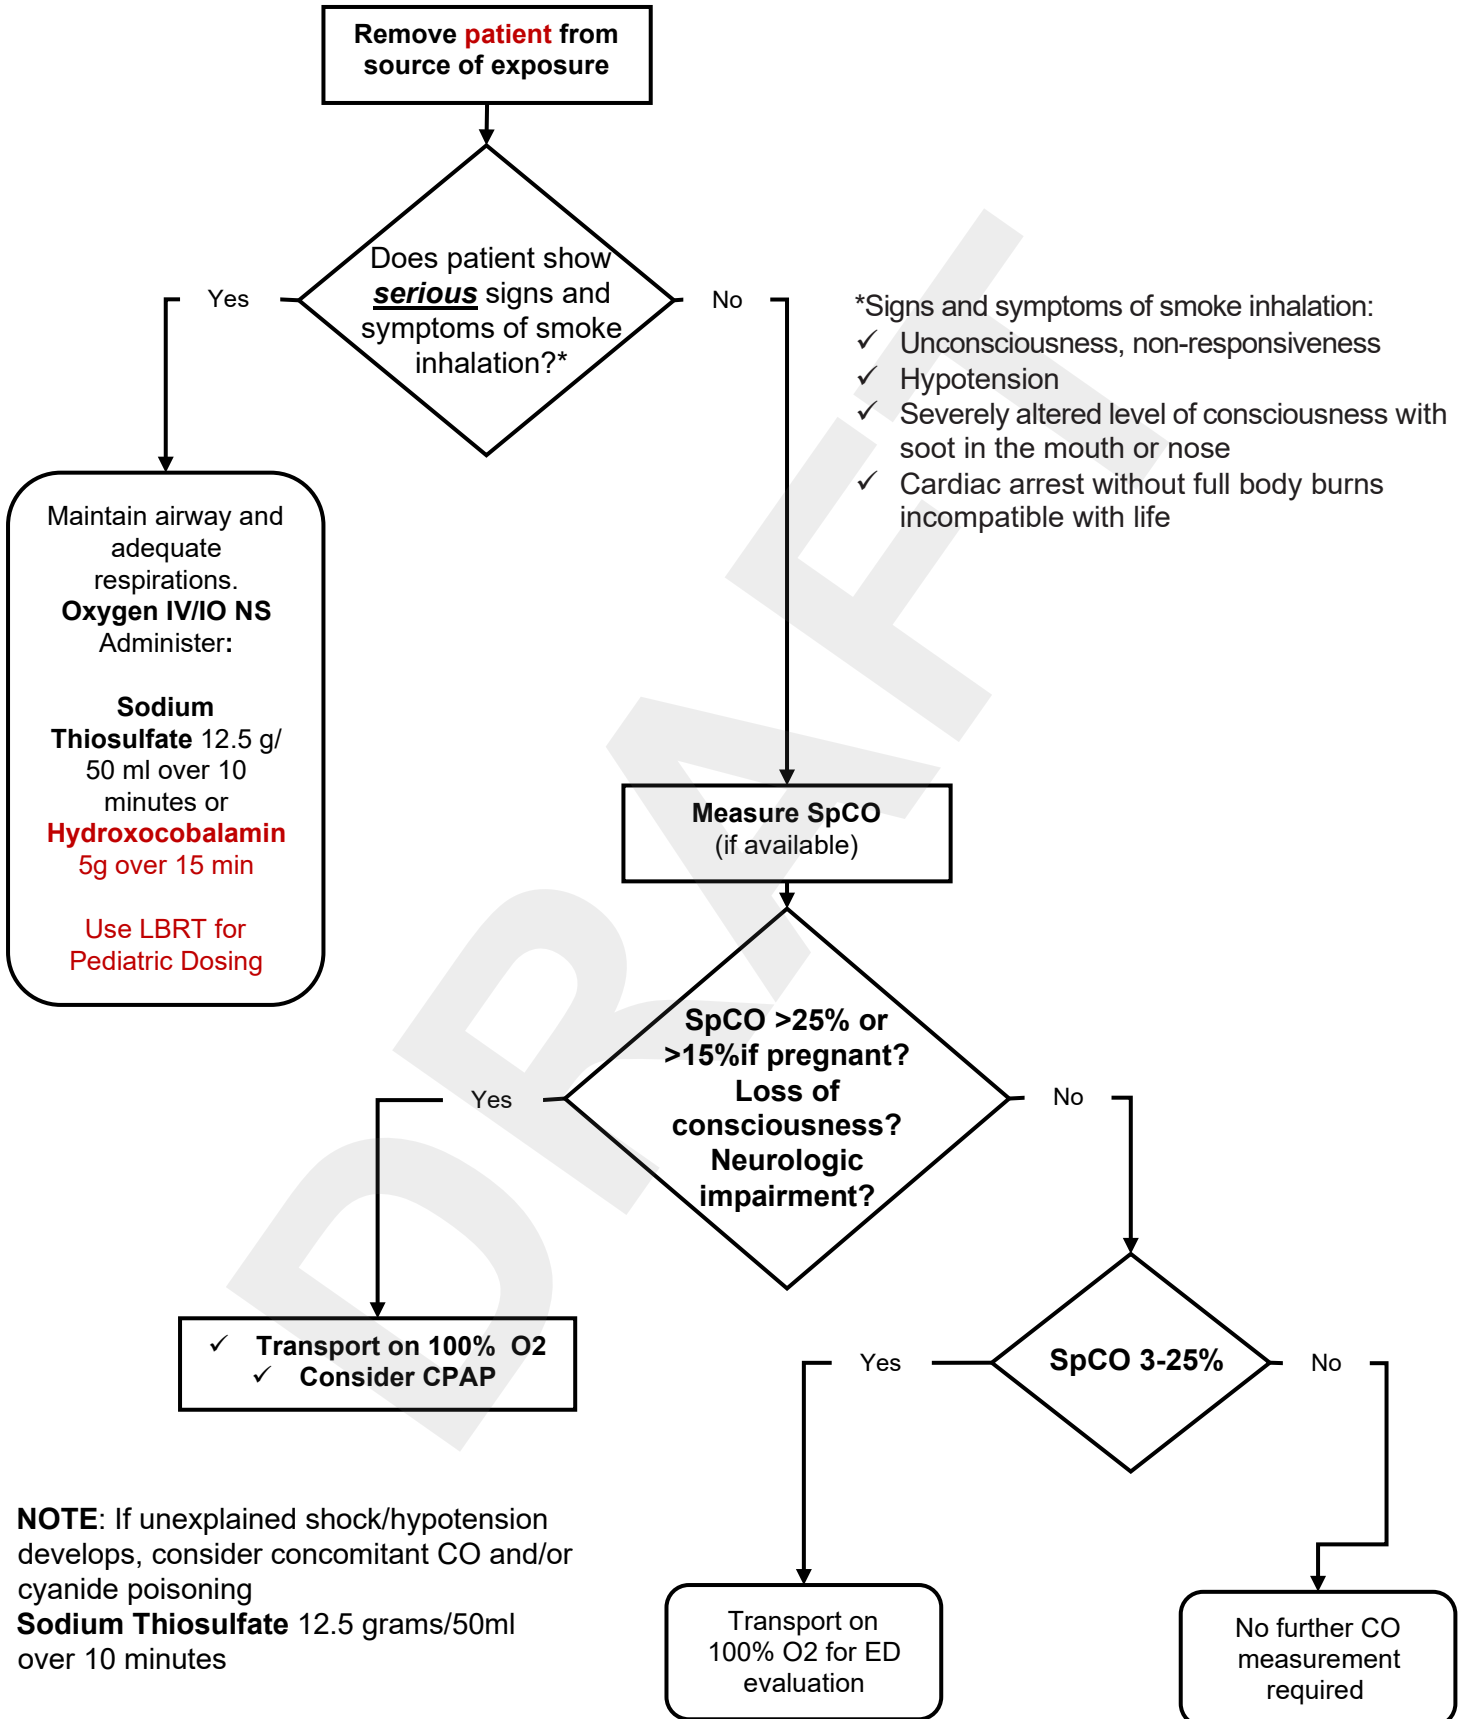 Remove patient from
source of exposure
Does patient show
serious signs and
symptoms of smoke
inhalation?*
Yes
No
*Signs and symptoms of smoke inhalation:
✓ Unconsciousness, non-responsiveness
✓ Hypotension
✓ Severely altered level of consciousness with
soot in the mouth or nose
✓ Cardiac arrest without full body burns
incompatible with life
Maintain airway and
adequate
respirations.
Oxygen IV/IO NS
Administer:
Sodium
Thiosulfate 12.5 g/
50 ml over 10
minutes or
Hydroxocobalamin
5g over 15 min
Use LBRT for
Pediatric Dosing
Measure SpCO
(if available)
SpCO >25% or
>15%if pregnant?
Loss of
consciousness?
Neurologic
impairment?
Yes
No
✓ Transport on 100% O2
✓ Consider CPAP
SpCO 3-25%
Yes
No
NOTE: If unexplained shock/hypotension
develops, consider concomitant CO and/or
cyanide poisoning
Sodium Thiosulfate 12.5 grams/50ml
over 10 minutes
Transport on
100% O2 for ED
evaluation
No further CO
measurement
required
DRAFT